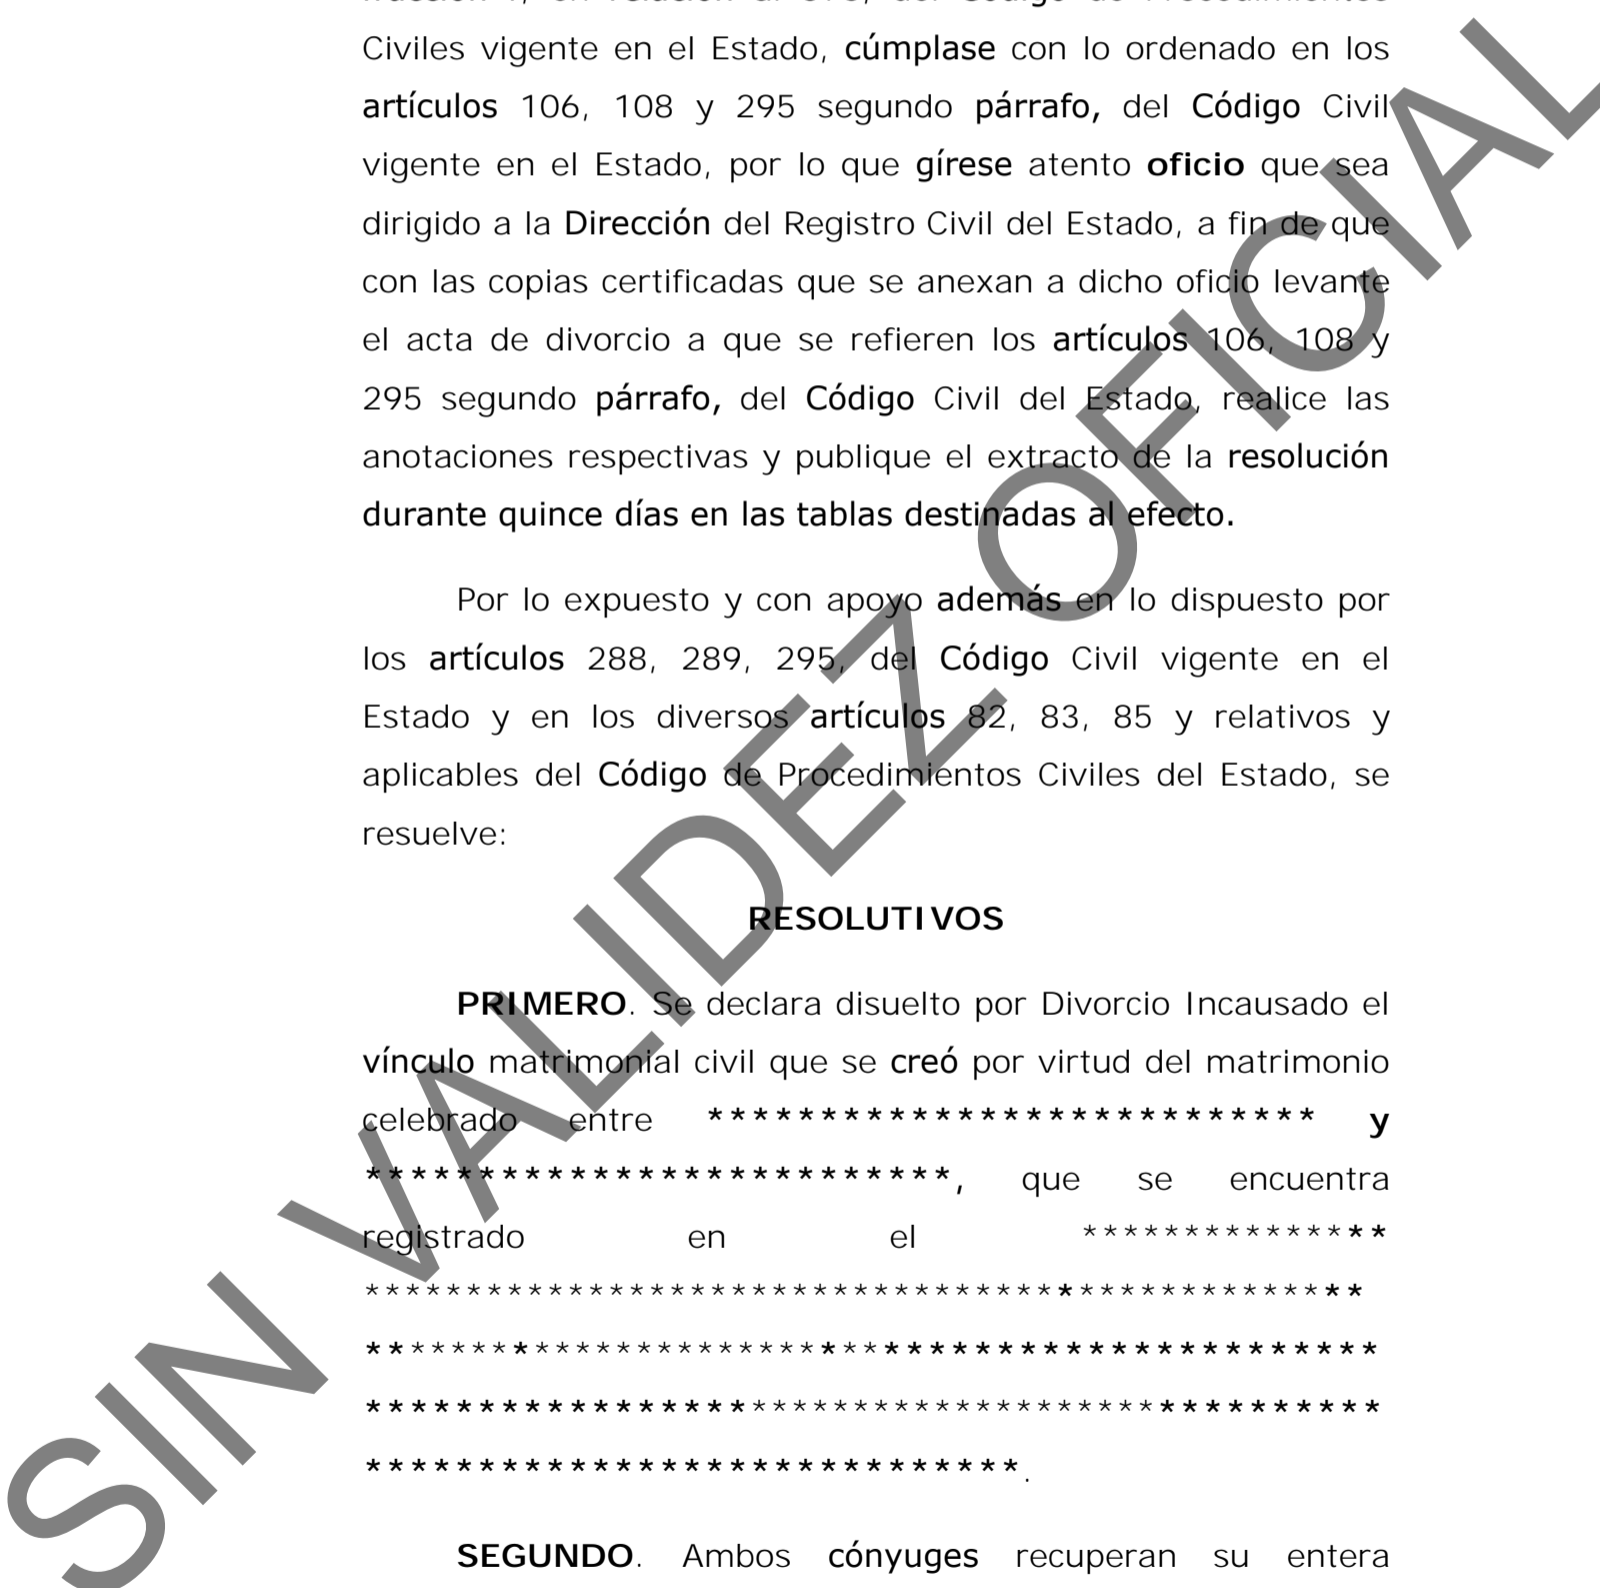 Civiles vigente en el Estado, cúmplase con lo ordenado en los
artículos 106, 108 y 295 segundo párrafo, del Código Civil
vigente en el Estado, por lo que gírese atento oficio que sea
dirigido a la Dirección del Registro Civil del Estado, a fin de que
con las copias certificadas que se anexan a dicho oficio levante
el acta de divorcio a que se refieren los artículos 106, 108 y
295 segundo párrafo, del Código Civil del Estado, realice las
anotaciones respectivas y publique el extracto de la resolución
durante quince días en las tablas destinadas al efecto.
Por lo expuesto y con apoyo además en lo dispuesto por
los artículos 288, 289, 295, del Código Civil vigente en el
Estado y en los diversos artículos 82, 83, 85 y relativos y
aplicables del Código de Procedimientos Civiles del Estado, se
resuelve:
RESOLUTIVOS
PRIMERO. Se declara disuelto por Divorcio Incausado el
vínculo matrimonial civil que se creó por virtud del matrimonio
celebrado entre *************************** y
**************************, que se encuentra
registrado en el ***************
*************************************************
*********************************************
************************************************
*****************************.
SEGUNDO. Ambos cónyuges recuperan su entera
SIN VALIDEZ OFICIAL